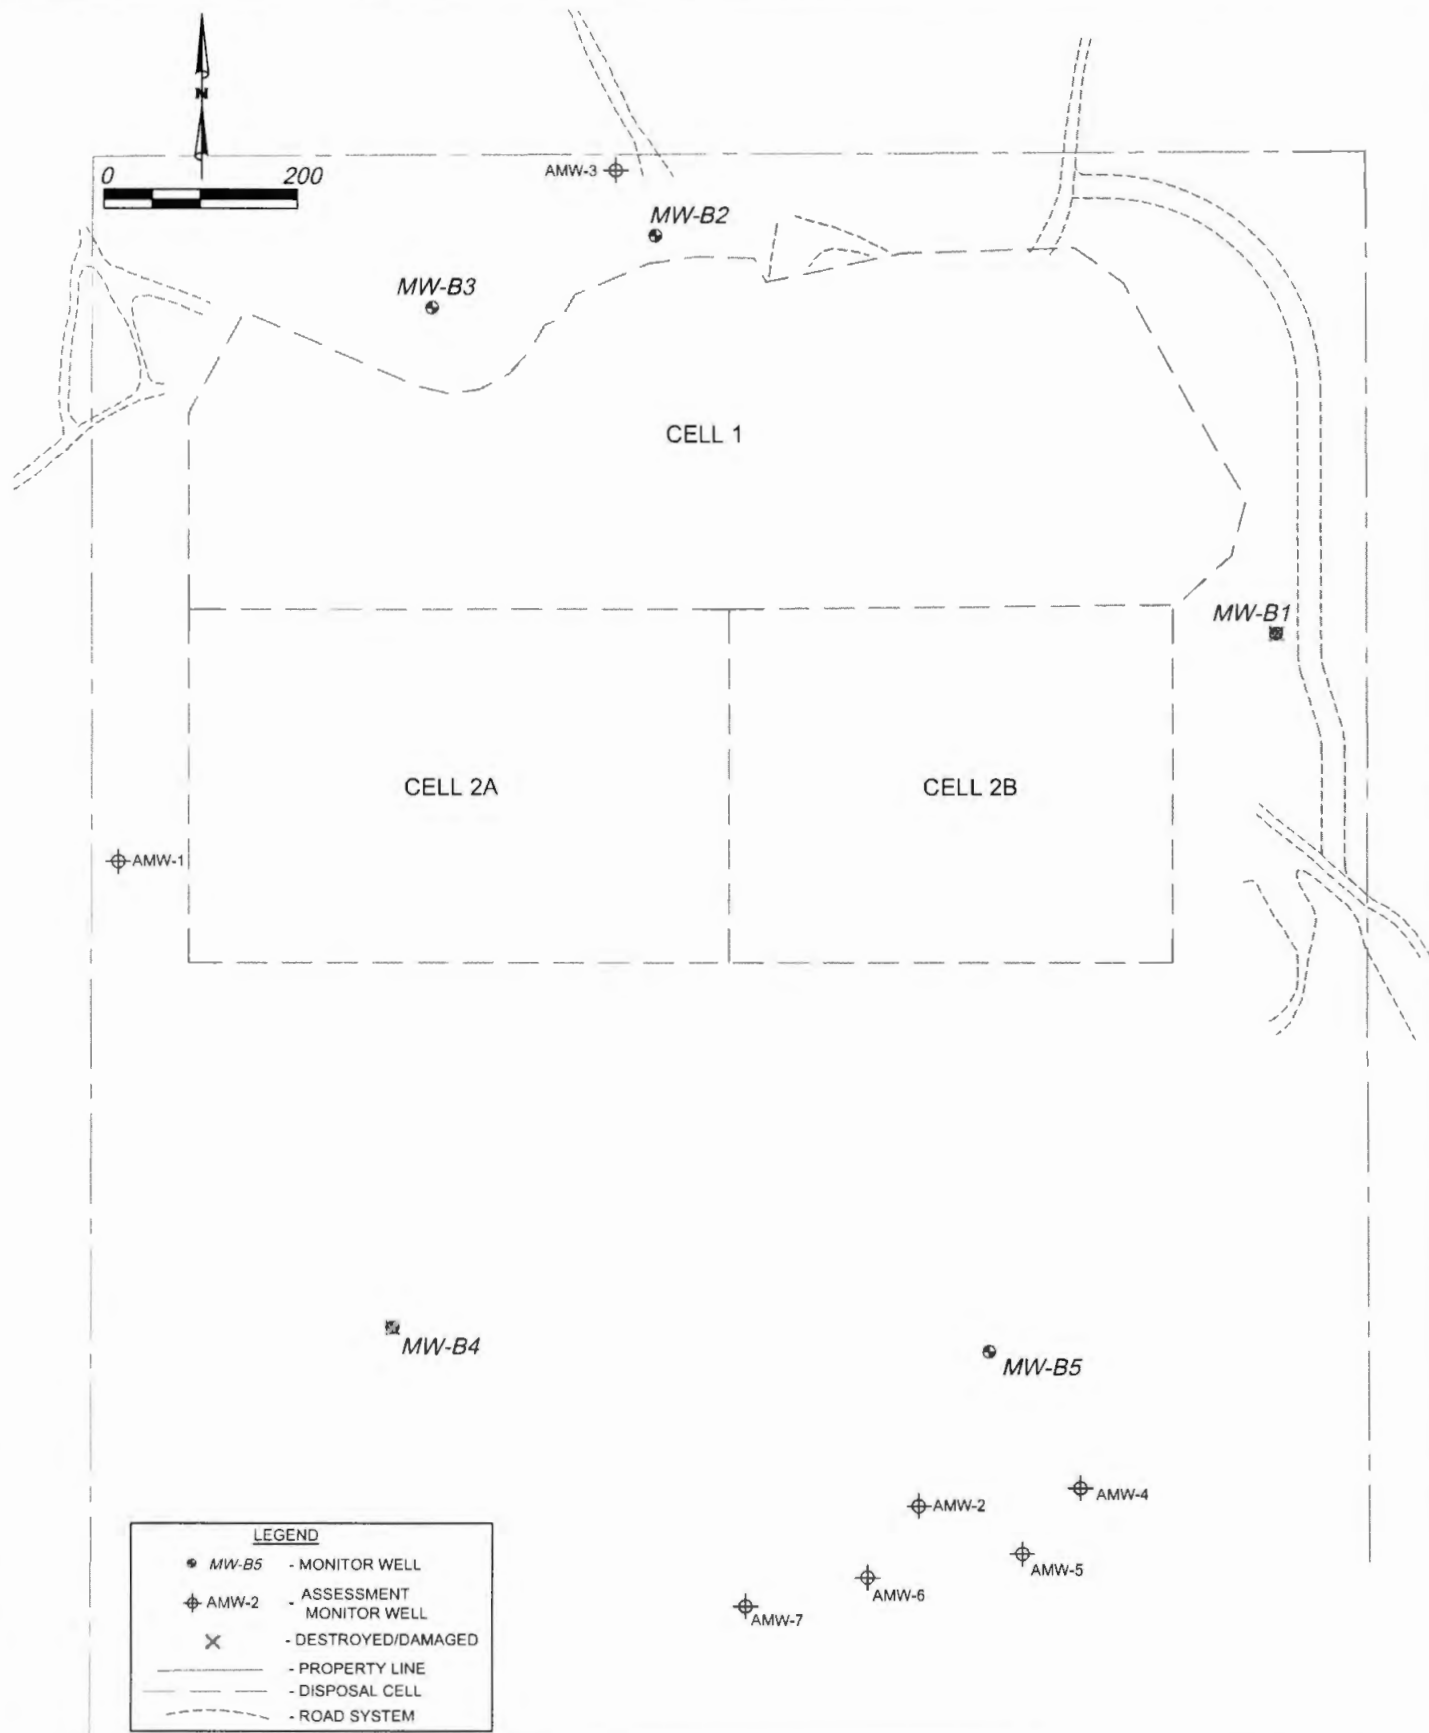 N
0 200
AMW-3
MW-B2
MW-B3
CELL 1
MW-B1
CELL 2A
CELL 2B
AMW-1
MW-B4
MW-B5
AMW-4
AMW-2
AMW-5
AMW-6
AMW-7
LEGEND
MW-B5 - MONITOR WELL
AMW-2 - ASSESSMENT
MONITOR WELL
- DESTROYED/DAMAGED
- PROPERTY LINE
- DISPOSAL CELL
- ROAD SYSTEM